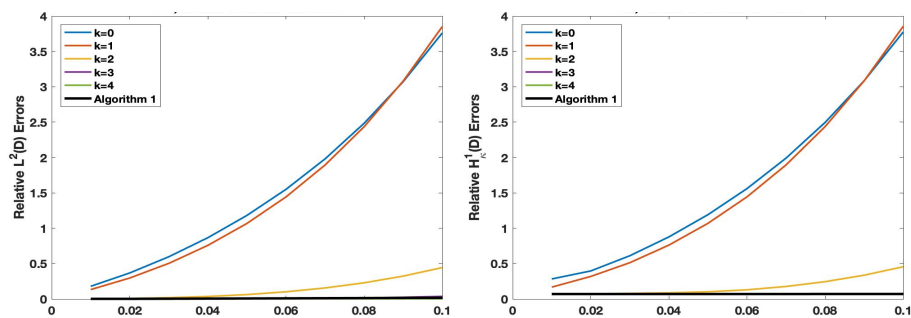 4
3.5
3
2.5
2
1.5
1
0.5
0
Relative L²(D) Errors
k=0
k=1
k=2
k=3
k=4
Algorithm 1
0 0.02 0.04 0.06 0.08 0.1
4
3.5
3
2.5
2
1.5
1
0.5
0
Relative H¹κ(D) Errors
k=0
k=1
k=2
k=3
k=4
Algorithm 1
0 0.02 0.04 0.06 0.08 0.1